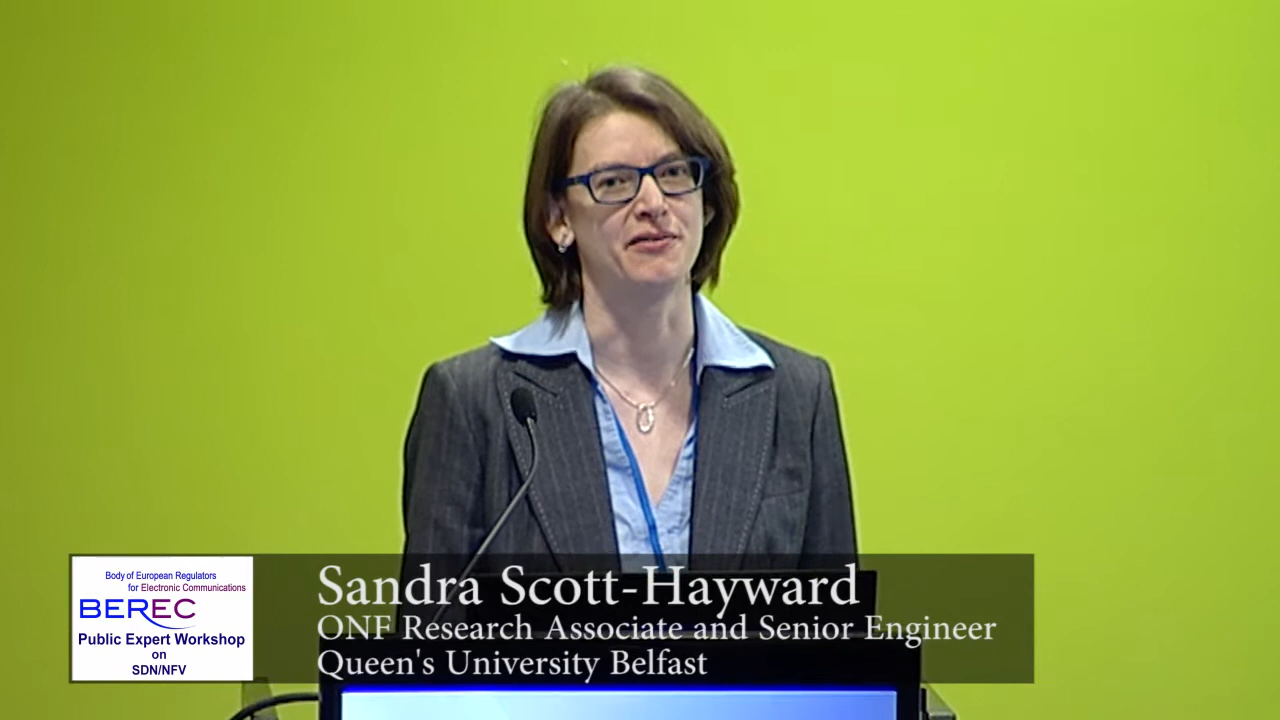 Body of European Regulators
for Electronic Communications
BEREC
Public Expert Workshop
on
SDN/NFV
Sandra Scott-Hayward
ONF Research Associate and Senior Engineer
Queen's University Belfast